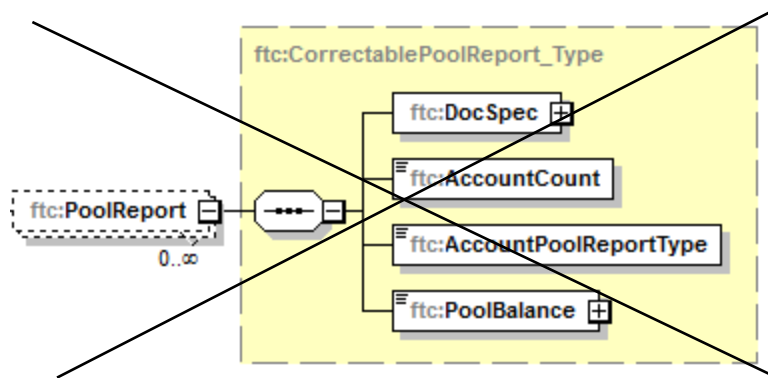 ftc:CorrectablePoolReport_Type
ftc:DocSpec
ftc:AccountCount
ftc:PoolReport
0..∞
ftc:AccountPoolReportType
ftc:PoolBalance